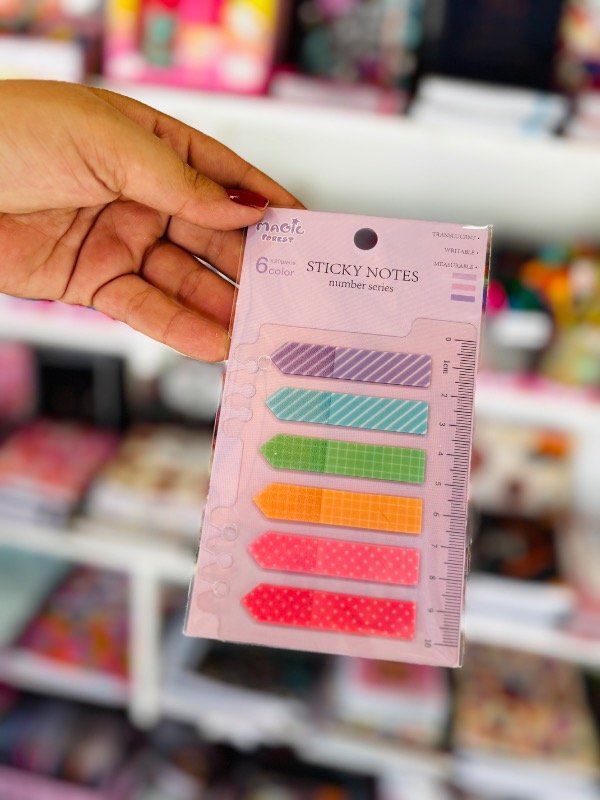 MAGIC
FOREST
6 color
STICKY NOTES
number series
TRANSLUCENT
WRITABLE
MEASURABLE
0
1cm
2
3
4
5
6
7
8
9
10